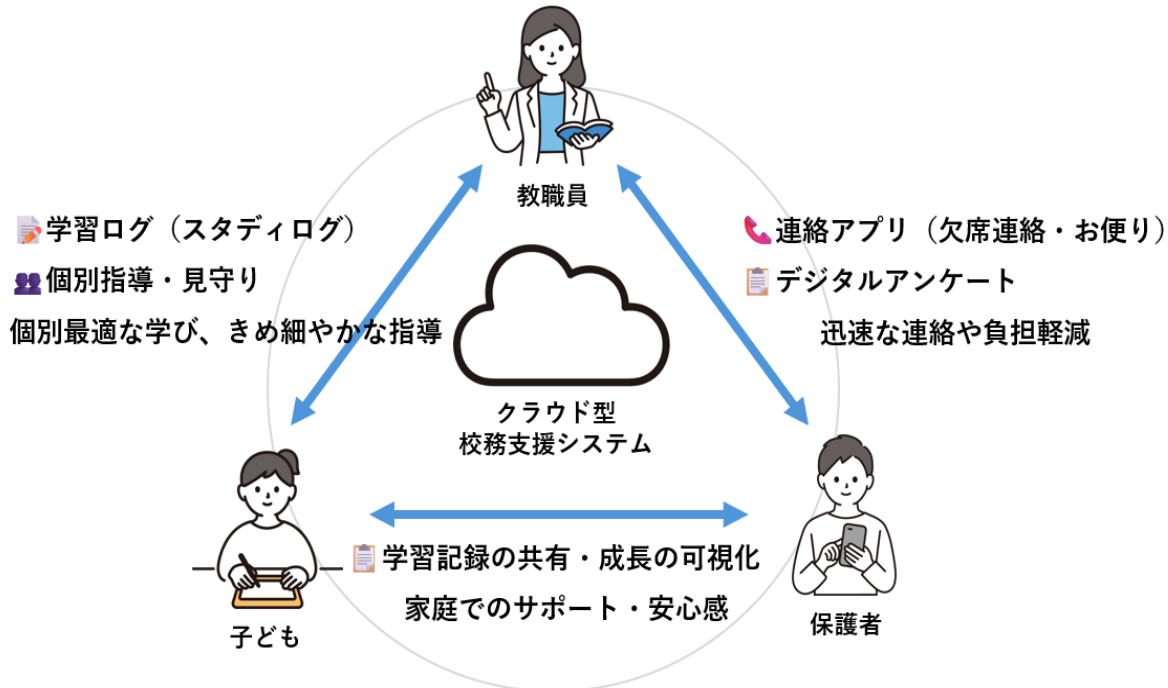 教職員
学習ログ（スタディログ）
個別指導・見守り
個別最適な学び、きめ細やかな指導
連絡アプリ（欠席連絡・お便り）
デジタルアンケート
迅速な連絡や負担軽減
クラウド型
校務支援システム
学習記録の共有・成長の可視化
家庭でのサポート・安心感
子ども
保護者